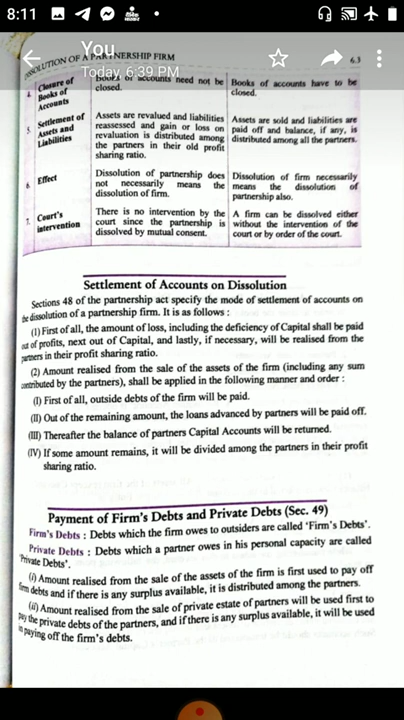 8:11
You
Today, 6:39 PM
DISSOLUTION OF A PARTNERSHIP FIRM
6.3
4. Closure of
Books of
Accounts
Books of accounts need not be
closed.
Books of accounts have to be
closed.
5. Settlement of
Assets and
Liabilities
Assets are revalued and liabilities
reassessed and gain or loss on
revaluation is distributed among
the partners in their old profit
sharing ratio.
Assets are sold and liabilities are
paid off and balance, if any, is
distributed among all the partners.
6. Effect
Dissolution of partnership does
not necessarily means the
dissolution of firm.
Dissolution of firm necessarily
means the dissolution of
partnership also.
7. Court's
intervention
There is no intervention by the
court since the partnership is
dissolved by mutual consent.
A firm can be dissolved either
without the intervention of the
court or by order of the court.
Settlement of Accounts on Dissolution
Sections 48 of the partnership act specify the mode of settlement of accounts on
the dissolution of a partnership firm. It is as follows :
(1) First of all, the amount of loss, including the deficiency of Capital shall be paid
out of profits, next out of Capital, and lastly, if necessary, will be realised from the
partners in their profit sharing ratio.
(2) Amount realised from the sale of the assets of the firm (including any sum
contributed by the partners), shall be applied in the following manner and order :
(I) First of all, outside debts of the firm will be paid.
(II) Out of the remaining amount, the loans advanced by partners will be paid off.
(III) Thereafter the balance of partners Capital Accounts will be returned.
(IV) If some amount remains, it will be divided among the partners in their profit
sharing ratio.
Payment of Firm's Debts and Private Debts (Sec. 49)
Firm's Debts : Debts which the firm owes to outsiders are called 'Firm's Debts'.
Private Debts : Debts which a partner owes in his personal capacity are called
'Private Debts'.
(i) Amount realised from the sale of the assets of the firm is first used to pay off
firm debts and if there is any surplus available, it is distributed among the partners.
(ii) Amount realised from the sale of private estate of partners will be used first to
pay the private debts of the partners, and if there is any surplus available, it will be used
in paying off the firm's debts.